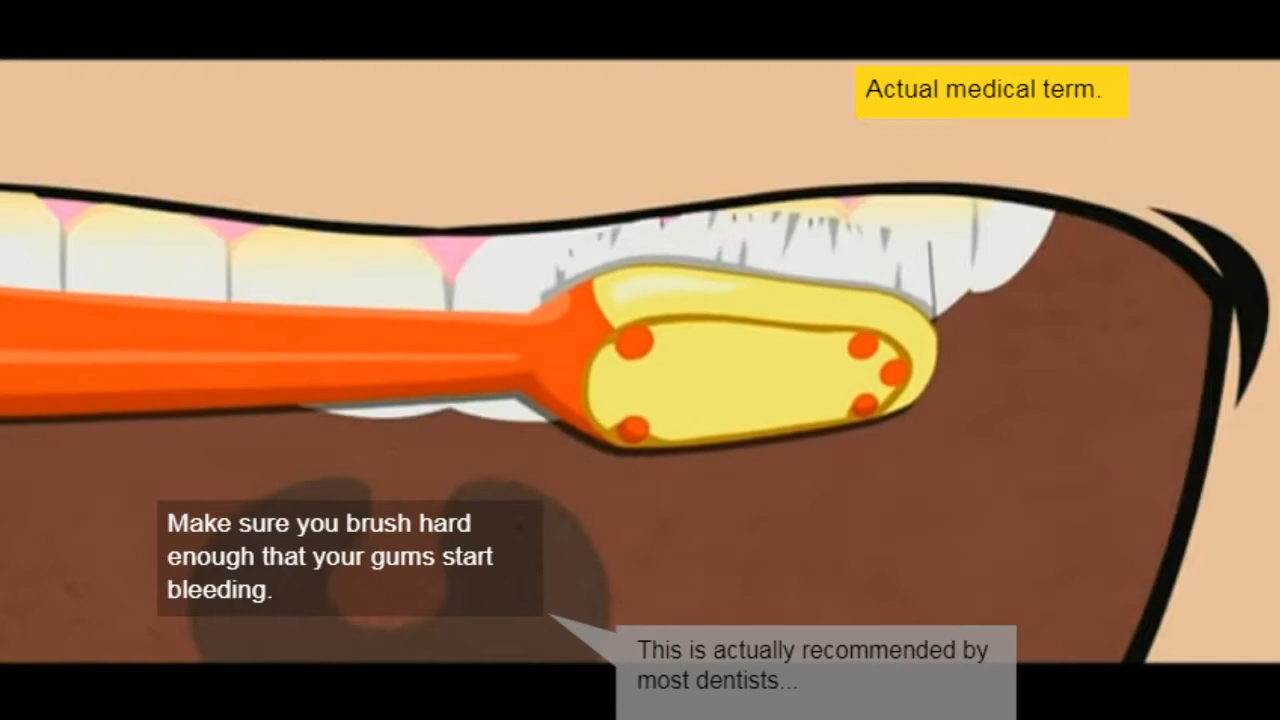 Actual medical term.
Make sure you brush hard
enough that your gums start
bleeding.
This is actually recommended by
most dentists...